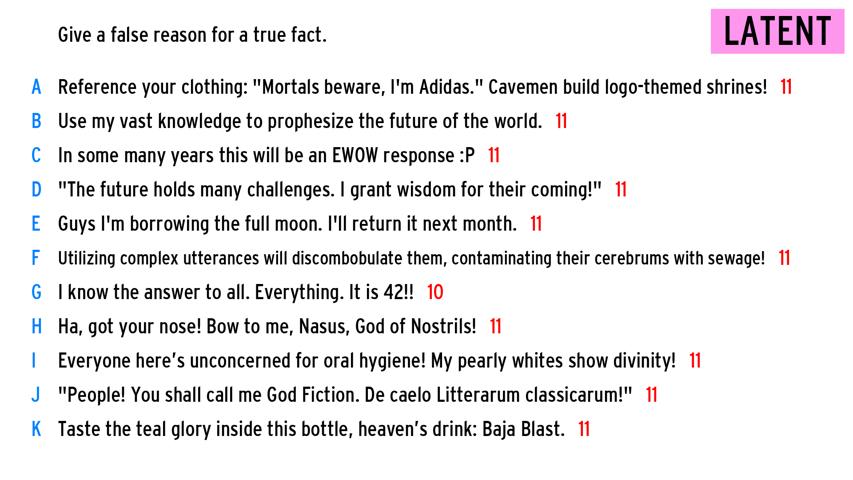 Give a false reason for a true fact.
LATENT
A Reference your clothing: "Mortals beware, I'm Adidas." Cavemen build logo-themed shrines! 11
B Use my vast knowledge to prophesize the future of the world. 11
C In some many years this will be an EWOW response :P 11
D "The future holds many challenges. I grant wisdom for their coming!" 11
E Guys I'm borrowing the full moon. I'll return it next month. 11
F Utilizing complex utterances will discombobulate them, contaminating their cerebrums with sewage! 11
G I know the answer to all. Everything. It is 42!! 10
H Ha, got your nose! Bow to me, Nasus, God of Nostrils! 11
I Everyone here’s unconcerned for oral hygiene! My pearly whites show divinity! 11
J "People! You shall call me God Fiction. De caelo Litterarum classicarum!" 11
K Taste the teal glory inside this bottle, heaven’s drink: Baja Blast. 11